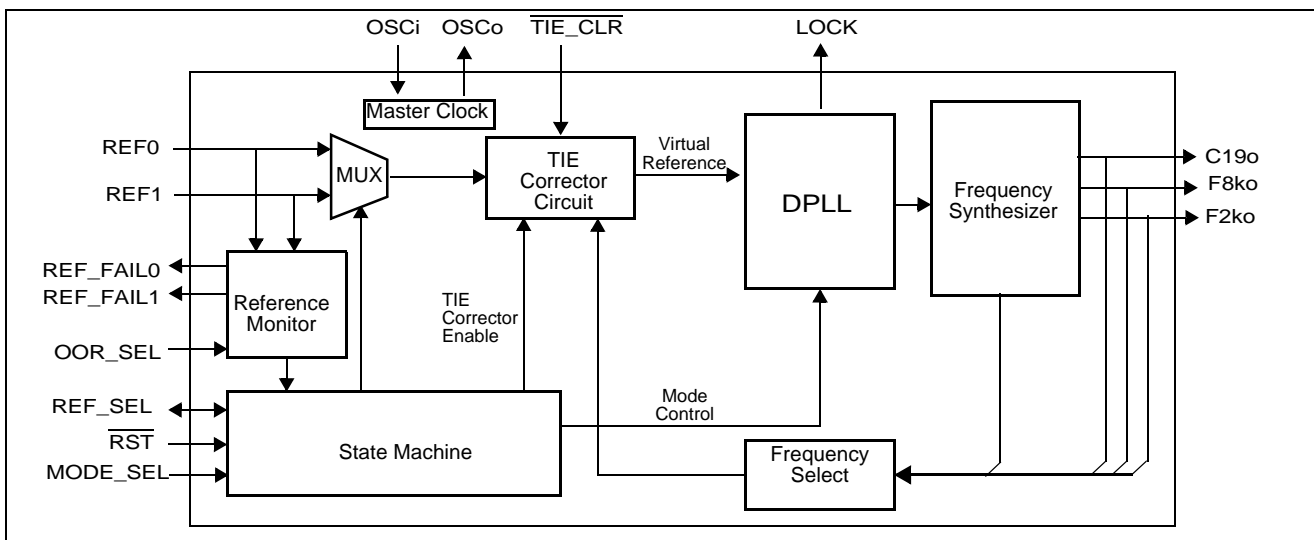 OSCi
OSCo
TIE_CLR
LOCK
Master Clock
REF0
REF1
MUX
TIE
Corrector
Circuit
Virtual
Reference
DPLL
Frequency
Synthesizer
C19o
F8ko
F2ko
REF_FAIL0
REF_FAIL1
OOR_SEL
Reference
Monitor
TIE
Corrector
Enable
REF_SEL
RST
MODE_SEL
State Machine
Mode
Control
Frequency
Select